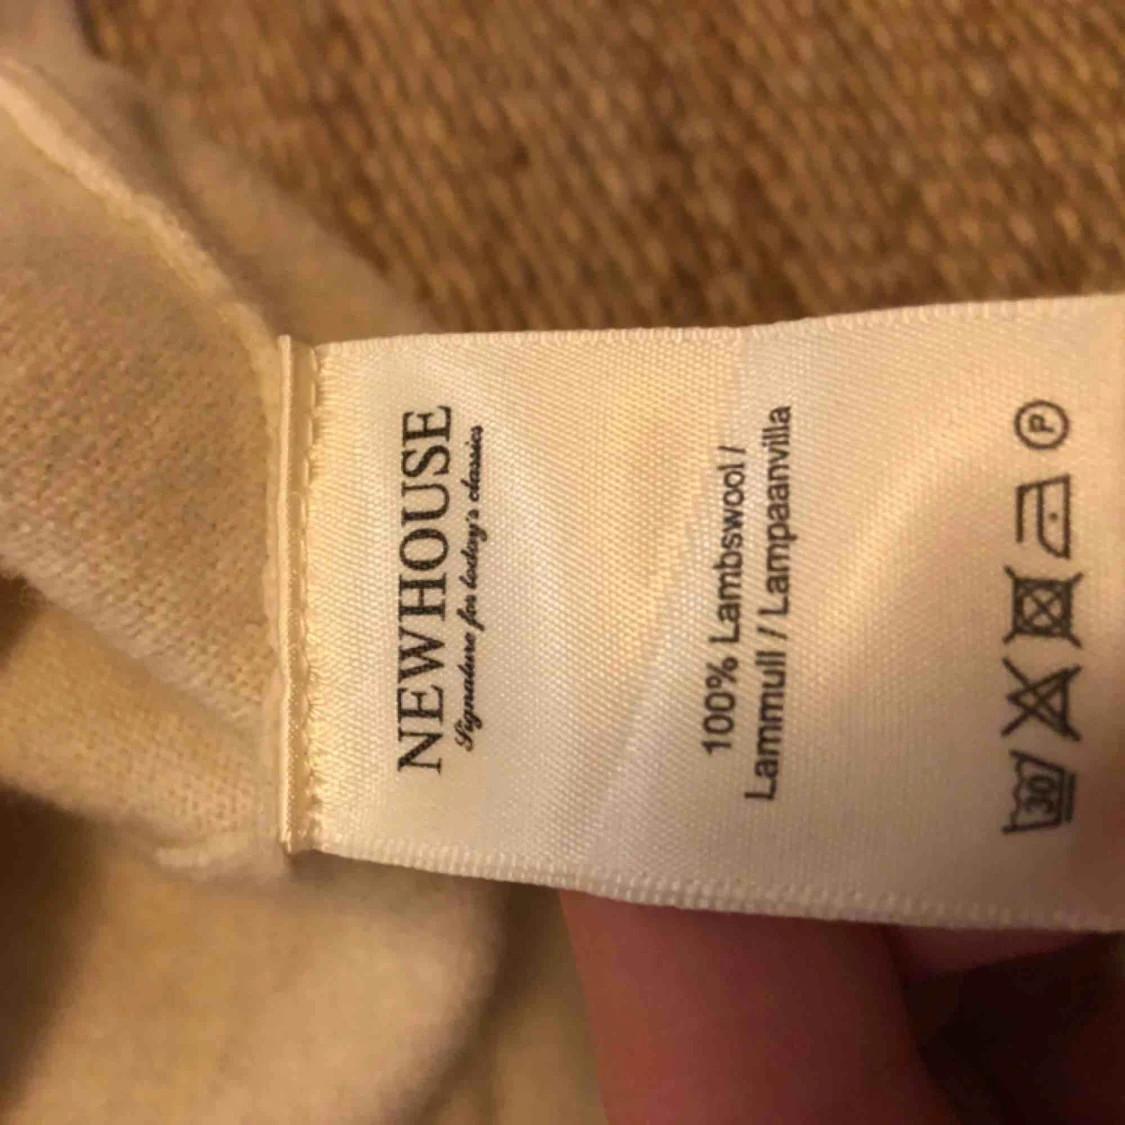 NEWHOUSE
Signature for today's classics
100% Lambswool /
Lammull / Lampaanvilla
30 P